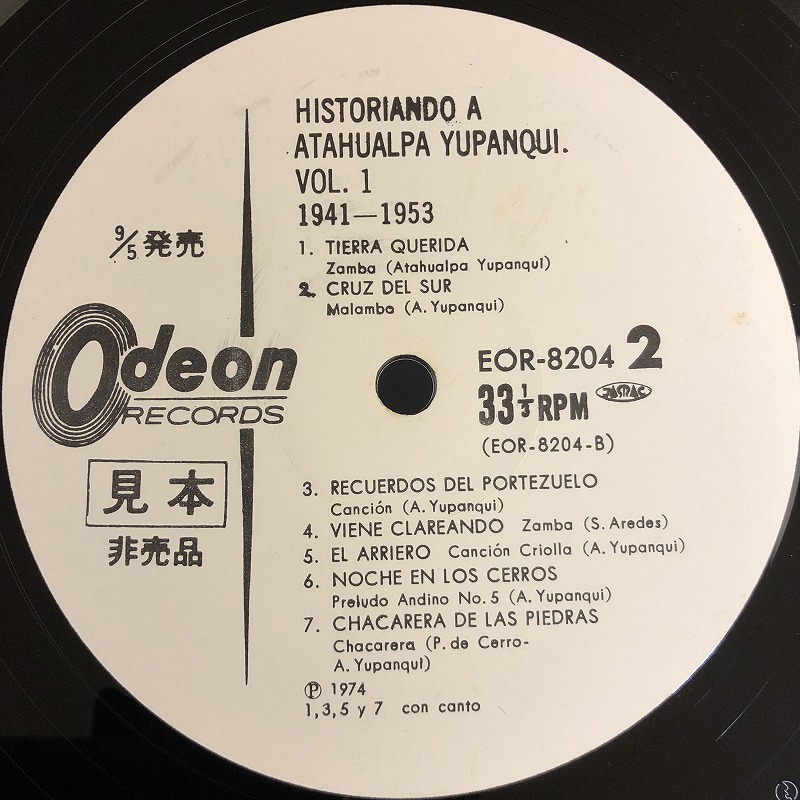 HISTORIANDO A
ATAHUALPA YUPANQUI.
VOL. 1
1941—1953
1. TIERRA QUERIDA
Zamba (Atahualpa Yupanqui)
2. CRUZ DEL SUR
Malambo (A. Yupanqui)
9/5 発売
Odeon
RECORDS
EOR-8204 2
33 1/3 RPM JASRAC
(EOR-8204-B)
見本
非売品
3. RECUERDOS DEL PORTEZUELO
Canción (A. Yupanqui)
4. VIENE CLAREANDO Zamba (S. Aredes)
5. EL ARRIERO Canción Criolla (A. Yupanqui)
6. NOCHE EN LOS CERROS
Preludo Andino No. 5 (A. Yupanqui)
7. CHACARERA DE LAS PIEDRAS
Chacarera (P. de Cerro-
A. Yupanqui)
Ⓟ 1974
1, 3, 5 y 7 con canto